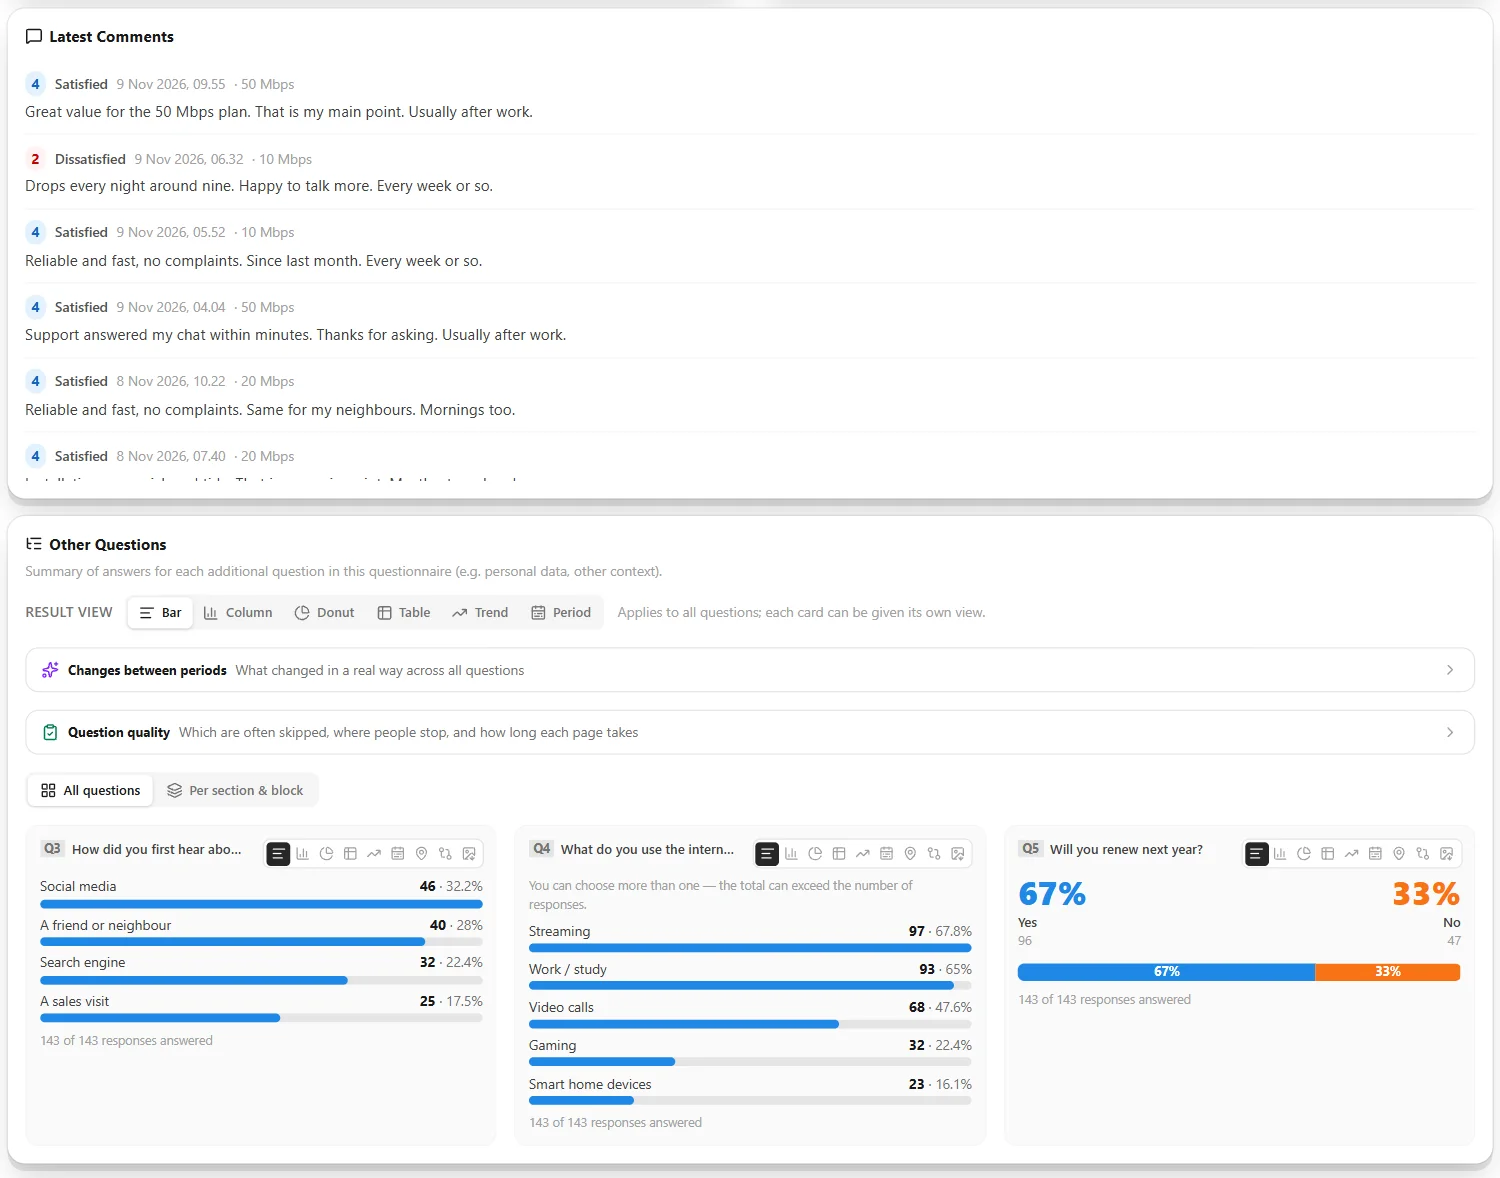 Latest Comments
4 Satisfied 9 Nov 2026, 09.55 · 50 Mbps
Great value for the 50 Mbps plan. That is my main point. Usually after work.
2 Dissatisfied 9 Nov 2026, 06.32 · 10 Mbps
Drops every night around nine. Happy to talk more. Every week or so.
4 Satisfied 9 Nov 2026, 05.52 · 10 Mbps
Reliable and fast, no complaints. Since last month. Every week or so.
4 Satisfied 9 Nov 2026, 04.04 · 50 Mbps
Support answered my chat within minutes. Thanks for asking. Usually after work.
4 Satisfied 8 Nov 2026, 10.22 · 20 Mbps
Reliable and fast, no complaints. Same for my neighbours. Mornings too.
4 Satisfied 8 Nov 2026, 07.40 · 20 Mbps
Other Questions
Summary of answers for each additional question in this questionnaire (e.g. personal data, other context).
RESULT VIEW Bar Column Donut Table Trend Period Applies to all questions; each card can be given its own view.
Changes between periods What changed in a real way across all questions
Question quality Which are often skipped, where people stop, and how long each page takes
All questions Per section & block
Q3 How did you first hear abo...
Social media 46 · 32.2%
A friend or neighbour 40 · 28%
Search engine 32 · 22.4%
A sales visit 25 · 17.5%
143 of 143 responses answered
Q4 What do you use the intern...
You can choose more than one — the total can exceed the number of
responses.
Streaming 97 · 67.8%
Work / study 93 · 65%
Video calls 68 · 47.6%
Gaming 32 · 22.4%
Smart home devices 23 · 16.1%
143 of 143 responses answered
Q5 Will you renew next year?
67% 33%
Yes No
96 47
67% 33%
143 of 143 responses answered